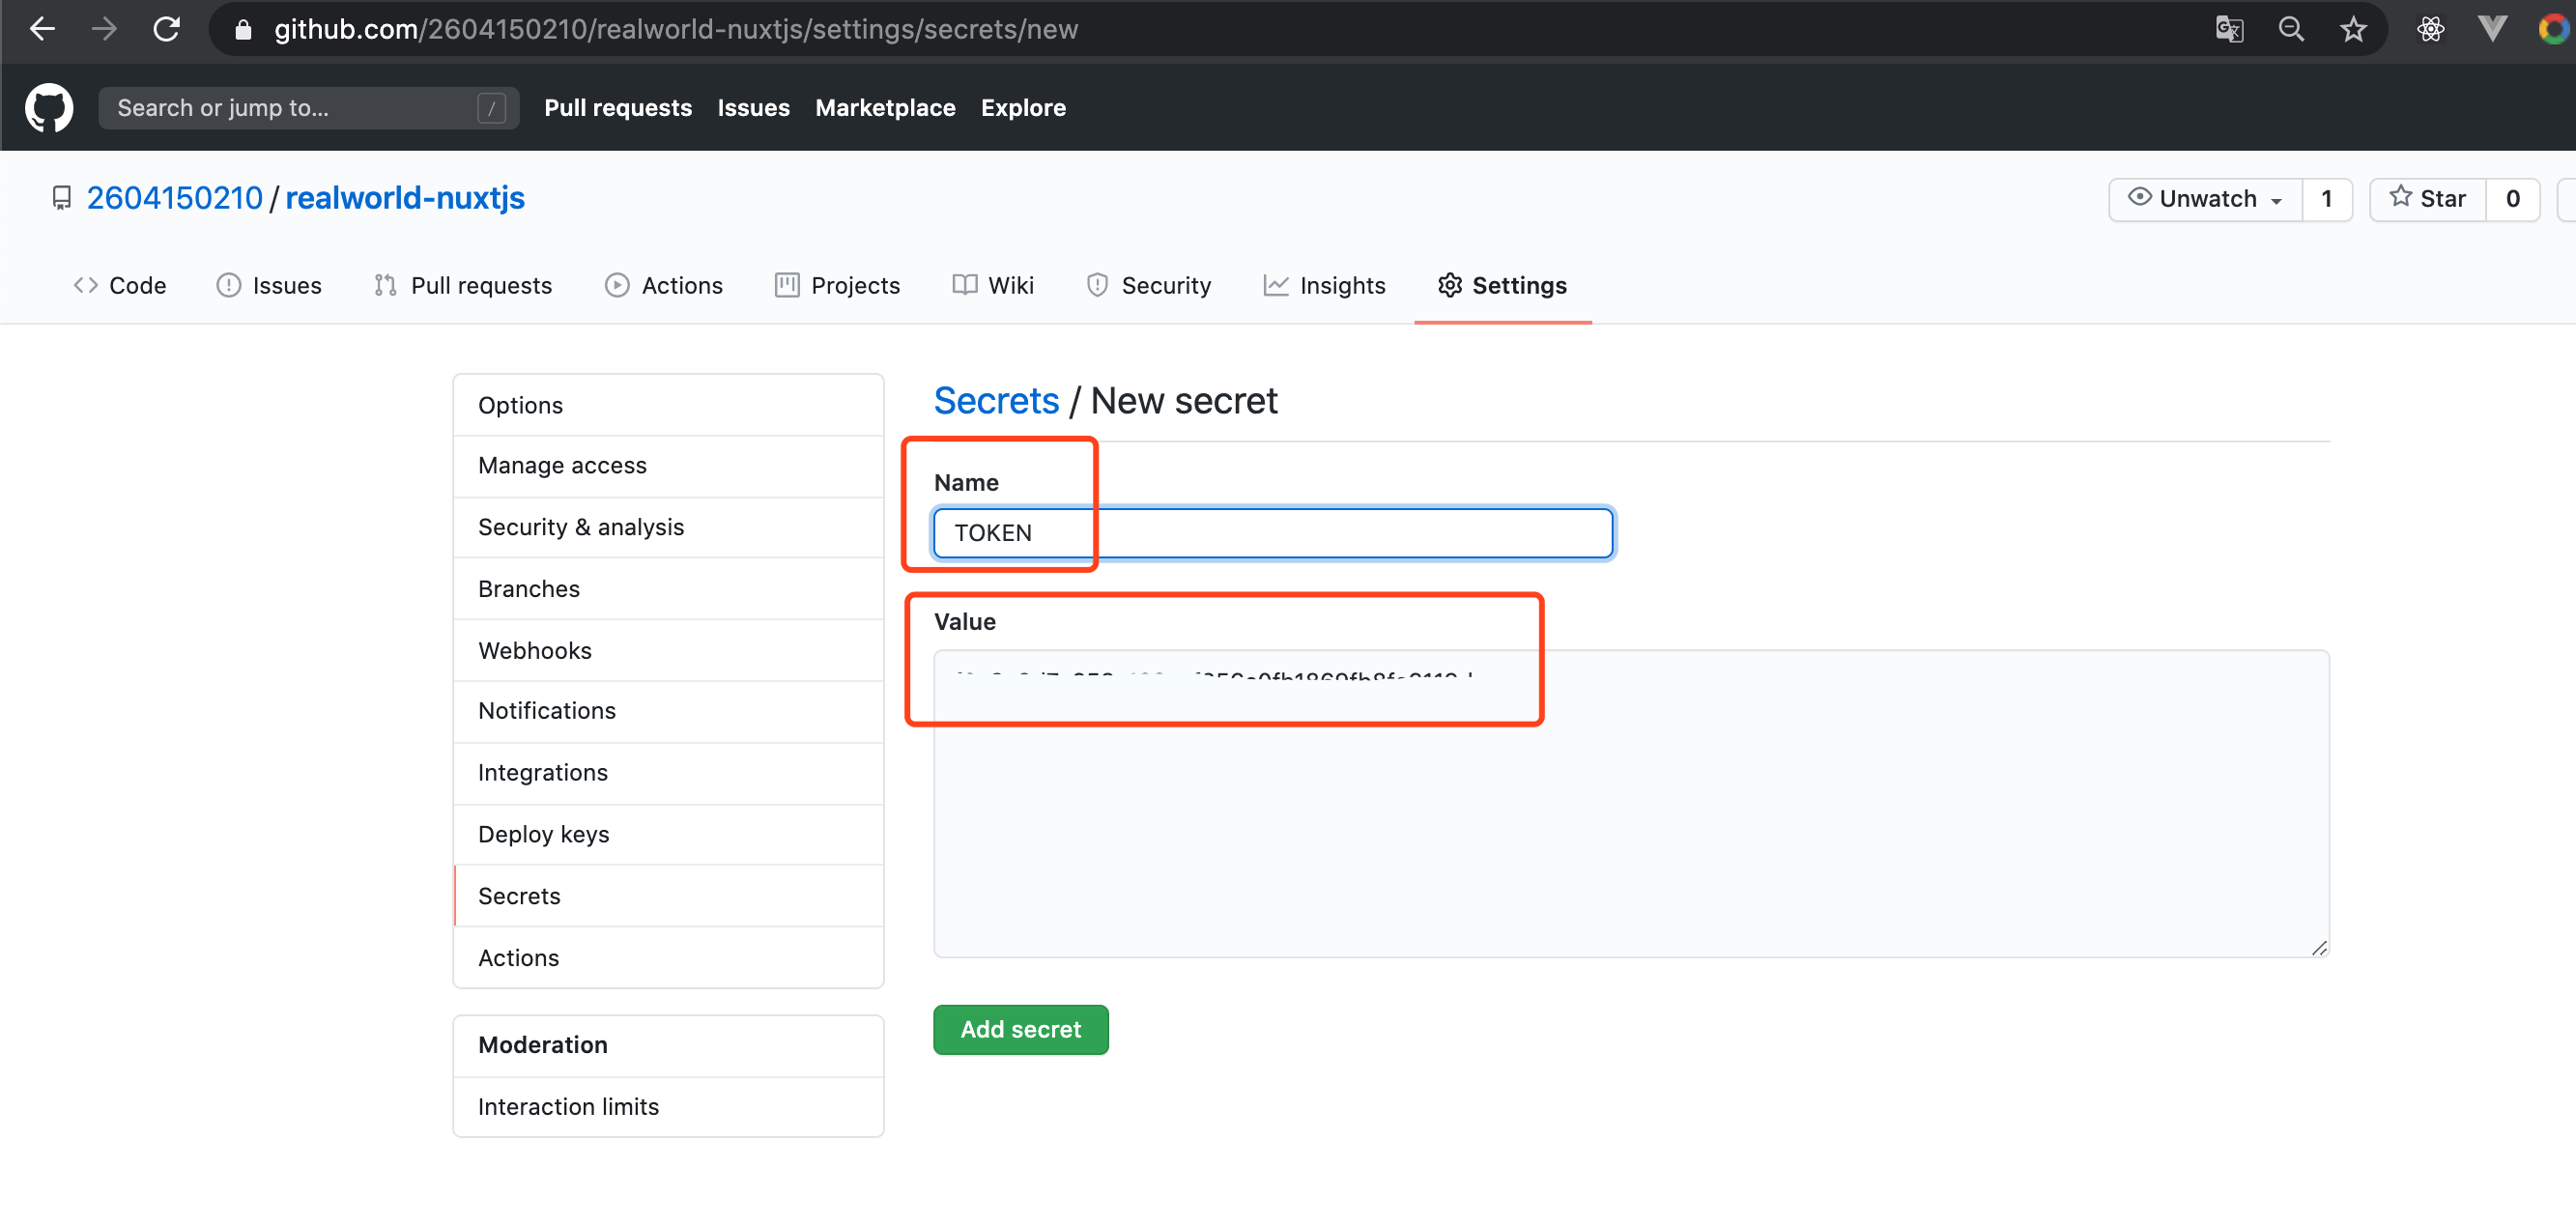 github.com/2604150210/realworld-nuxtjs/settings/secrets/new
Search or jump to... /
Pull requests Issues Marketplace Explore
2604150210 / realworld-nuxtjs
Unwatch 1 Star 0
Code Issues Pull requests Actions Projects Wiki Security Insights Settings
Options
Manage access
Security & analysis
Branches
Webhooks
Notifications
Integrations
Deploy keys
Secrets
Actions
Moderation
Interaction limits
Secrets / New secret
Name
TOKEN
Value
Add secret